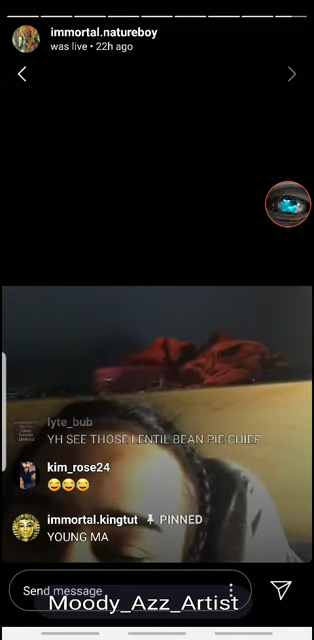 immortal.natureboy
was live • 22h ago
lyte_bub
YH SEE THOSE LENTIL BEAN PIE CHIEF
kim_rose24
😂😂😂
immortal.kingtut PINNED
YOUNG MA
Send message
Moody_Azz_Artist